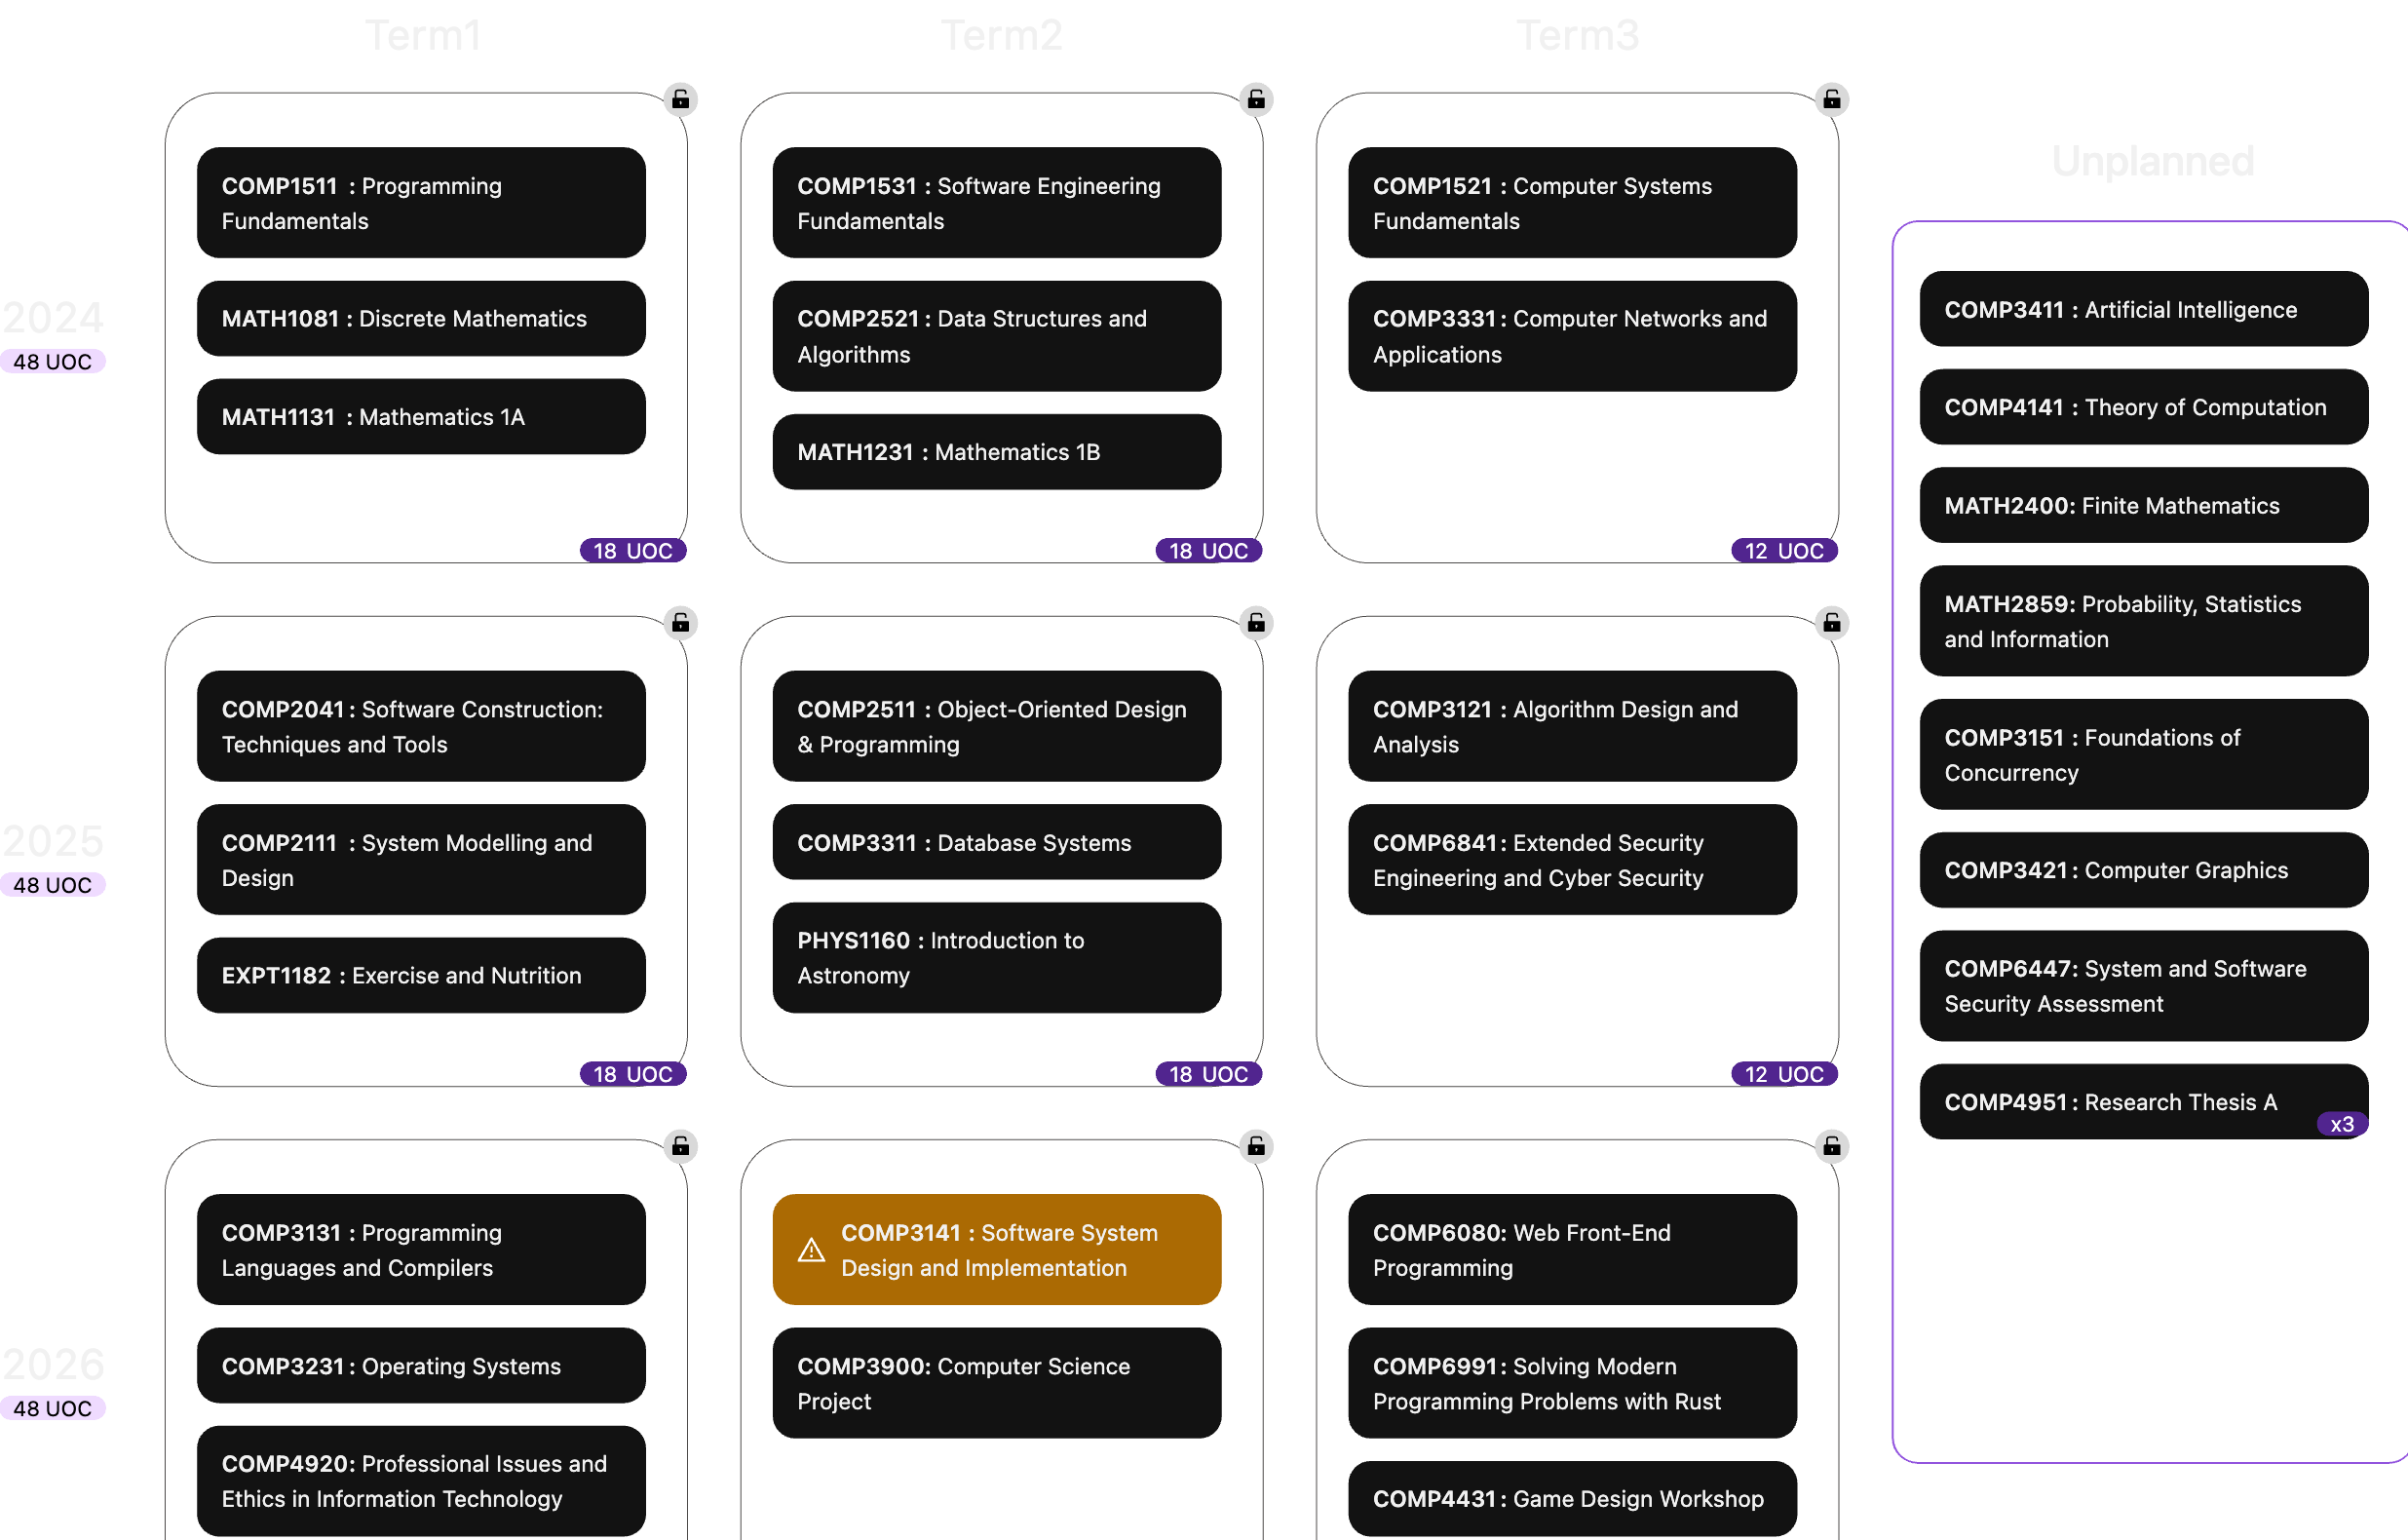 Term1
Term2
Term3
2024
48 UOC
COMP1511 : Programming
Fundamentals
MATH1081 : Discrete Mathematics
MATH1131 : Mathematics 1A
18 UOC
COMP1531 : Software Engineering
Fundamentals
COMP2521 : Data Structures and
Algorithms
MATH1231 : Mathematics 1B
18 UOC
COMP1521 : Computer Systems
Fundamentals
COMP3331 : Computer Networks and
Applications
12 UOC
2025
48 UOC
COMP2041 : Software Construction:
Techniques and Tools
COMP2111 : System Modelling and
Design
EXPT1182 : Exercise and Nutrition
18 UOC
COMP2511 : Object-Oriented Design
& Programming
COMP3311 : Database Systems
PHYS1160 : Introduction to
Astronomy
18 UOC
COMP3121 : Algorithm Design and
Analysis
COMP6841 : Extended Security
Engineering and Cyber Security
12 UOC
2026
48 UOC
COMP3131 : Programming
Languages and Compilers
COMP3231 : Operating Systems
COMP4920: Professional Issues and
Ethics in Information Technology
COMP3141 : Software System
Design and Implementation
COMP3900: Computer Science
Project
COMP6080: Web Front-End
Programming
COMP6991 : Solving Modern
Programming Problems with Rust
COMP4431 : Game Design Workshop
Unplanned
COMP3411 : Artificial Intelligence
COMP4141 : Theory of Computation
MATH2400: Finite Mathematics
MATH2859: Probability, Statistics
and Information
COMP3151 : Foundations of
Concurrency
COMP3421 : Computer Graphics
COMP6447: System and Software
Security Assessment
COMP4951 : Research Thesis A
x3